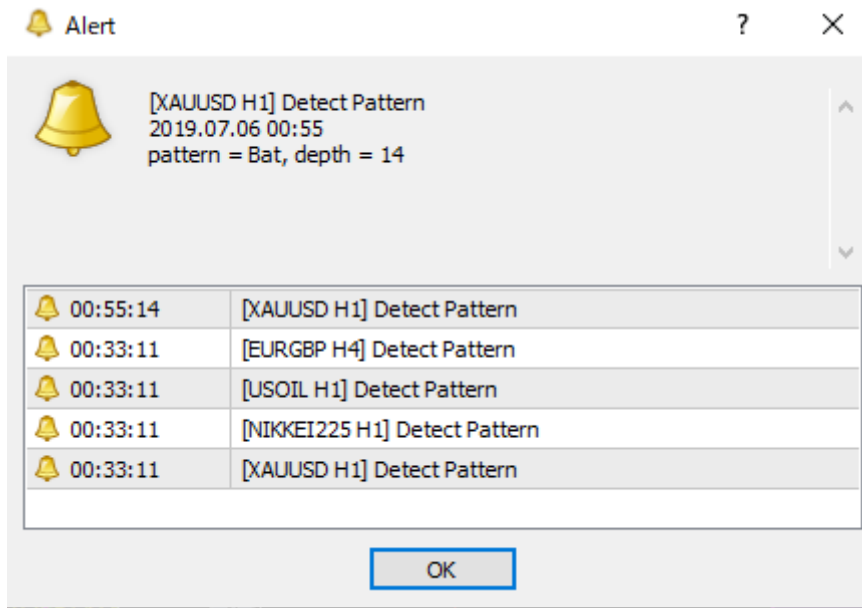 Alert
?
[XAUUSD H1] Detect Pattern
2019.07.06 00:55
pattern = Bat, depth = 14
00:55:14 [XAUUSD H1] Detect Pattern
00:33:11 [EURGBP H4] Detect Pattern
00:33:11 [USOIL H1] Detect Pattern
00:33:11 [NIKKEI225 H1] Detect Pattern
00:33:11 [XAUUSD H1] Detect Pattern
OK